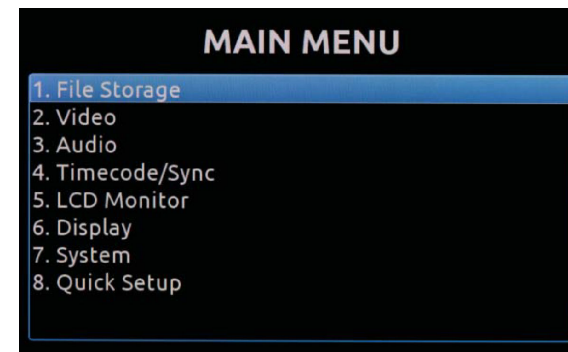 MAIN MENU
1. File Storage
2. Video
3. Audio
4. Timecode/Sync
5. LCD Monitor
6. Display
7. System
8. Quick Setup